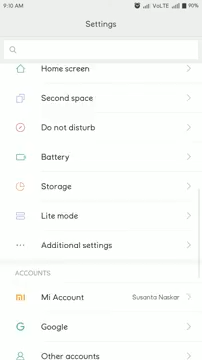 9:10 AM VoLTE 90%
Settings
Home screen
Second space
Do not disturb
Battery
Storage
Lite mode
Additional settings
ACCOUNTS
Mi Account Susanta Naskar
Google
Other accounts